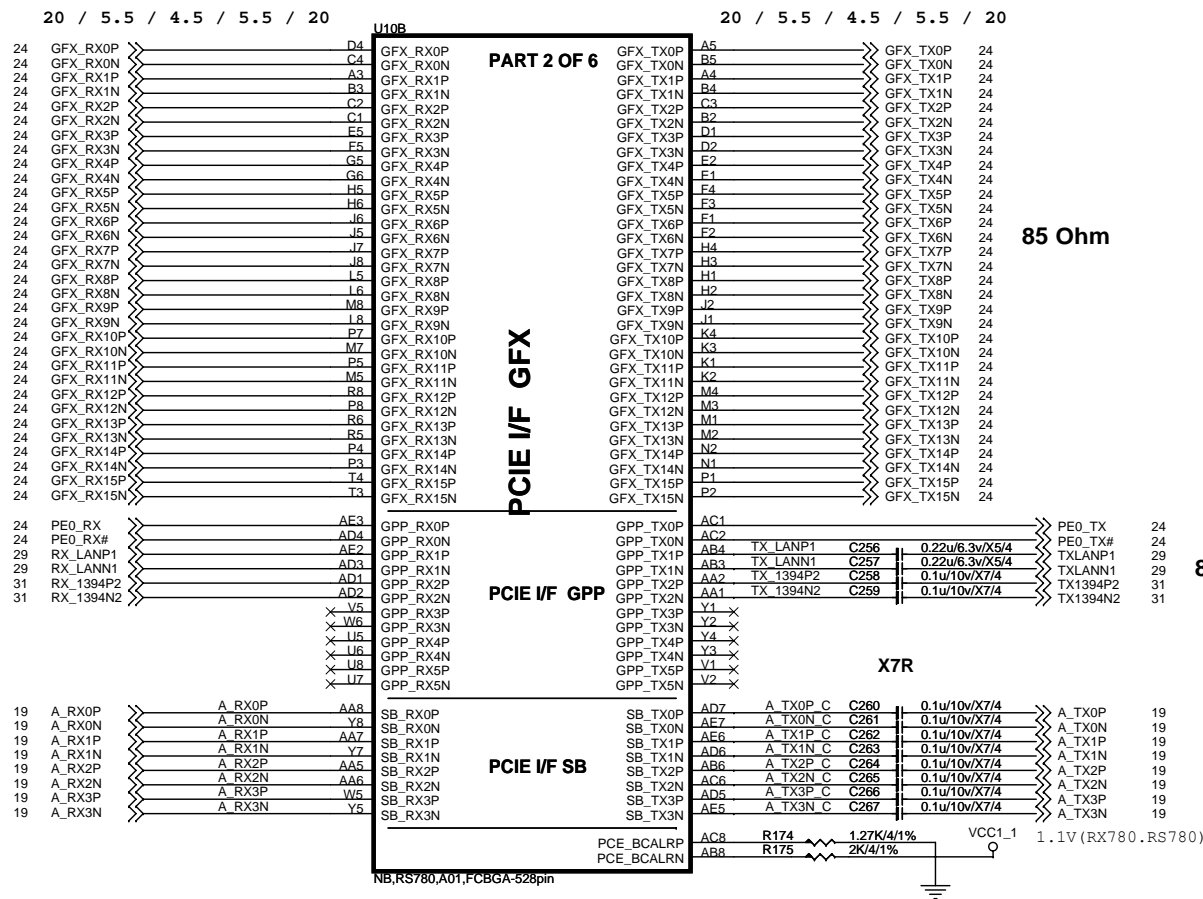 20 / 5.5 / 4.5 / 5.5 / 20
20 / 5.5 / 4.5 / 5.5 / 20
U10B
PART 2 OF 6
24 GFX_RX0P D4 GFX_RX0P GFX_TX0P A5 GFX_TX0P 24
24 GFX_RX0N C4 GFX_RX0N GFX_TX0N B5 GFX_TX0N 24
24 GFX_RX1P A3 GFX_RX1P GFX_TX1P A4 GFX_TX1P 24
24 GFX_RX1N B3 GFX_RX1N GFX_TX1N B4 GFX_TX1N 24
24 GFX_RX2P C2 GFX_RX2P GFX_TX2P C3 GFX_TX2P 24
24 GFX_RX2N C1 GFX_RX2N GFX_TX2N B2 GFX_TX2N 24
24 GFX_RX3P E5 GFX_RX3P GFX_TX3P D1 GFX_TX3P 24
24 GFX_RX3N F5 GFX_RX3N GFX_TX3N D2 GFX_TX3N 24
24 GFX_RX4P G5 GFX_RX4P GFX_TX4P E2 GFX_TX4P 24
24 GFX_RX4N G6 GFX_RX4N GFX_TX4N E1 GFX_TX4N 24
24 GFX_RX5P H5 GFX_RX5P GFX_TX5P F4 GFX_TX5P 24
24 GFX_RX5N H6 GFX_RX5N GFX_TX5N F3 GFX_TX5N 24
24 GFX_RX6P J6 GFX_RX6P GFX_TX6P F1 GFX_TX6P 24
24 GFX_RX6N J5 GFX_RX6N GFX_TX6N F2 GFX_TX6N 24
85 Ohm
24 GFX_RX7P J7 GFX_RX7P GFX_TX7P H4 GFX_TX7P 24
24 GFX_RX7N J8 GFX_RX7N GFX_TX7N H3 GFX_TX7N 24
24 GFX_RX8P L5 GFX_RX8P GFX_TX8P H1 GFX_TX8P 24
24 GFX_RX8N L6 GFX_RX8N GFX_TX8N H2 GFX_TX8N 24
24 GFX_RX9P M8 GFX_RX9P GFX_TX9P J2 GFX_TX9P 24
24 GFX_RX9N L8 GFX_RX9N GFX_TX9N J1 GFX_TX9N 24
24 GFX_RX10P P7 GFX_RX10P GFX_TX10P K4 GFX_TX10P 24
24 GFX_RX10N M7 GFX_RX10N GFX_TX10N K3 GFX_TX10N 24
24 GFX_RX11P P5 GFX_RX11P GFX_TX11P K1 GFX_TX11P 24
24 GFX_RX11N M5 GFX_RX11N GFX_TX11N K2 GFX_TX11N 24
24 GFX_RX12P R8 GFX_RX12P GFX_TX12P M4 GFX_TX12P 24
24 GFX_RX12N P8 GFX_RX12N GFX_TX12N M3 GFX_TX12N 24
24 GFX_RX13P R6 GFX_RX13P GFX_TX13P M1 GFX_TX13P 24
24 GFX_RX13N R5 GFX_RX13N GFX_TX13N M2 GFX_TX13N 24
24 GFX_RX14P P4 GFX_RX14P GFX_TX14P N2 GFX_TX14P 24
24 GFX_RX14N P3 GFX_RX14N GFX_TX14N N1 GFX_TX14N 24
24 GFX_RX15P T4 GFX_RX15P GFX_TX15P P1 GFX_TX15P 24
24 GFX_RX15N T3 GFX_RX15N GFX_TX15N P2 GFX_TX15N 24
PCIE I/F GFX
24 PE0_RX AE3 GPP_RX0P GPP_TX0P AC1 PE0_TX 24
24 PE0_RX# AD4 GPP_RX0N GPP_TX0N AC2 PE0_TX# 24
29 RX_LANP1 AE2 GPP_RX1P GPP_TX1P AB4 TX_LANP1 C256 0.22u/6.3v/X5/4 TXLANP1 29
29 RX_LANN1 AD3 GPP_RX1N GPP_TX1N AB3 TX_LANN1 C257 0.22u/6.3v/X5/4 TXLANN1 29
8
31 RX_1394P2 AD1 GPP_RX2P GPP_TX2P AA2 TX_1394P2 C258 0.1u/10v/X7/4 TX1394P2 31
31 RX_1394N2 AD2 GPP_RX2N GPP_TX2N AA1 TX_1394N2 C259 0.1u/10v/X7/4 TX1394N2 31
PCIE I/F GPP
V5 GPP_RX3P GPP_TX3P Y1
W6 GPP_RX3N GPP_TX3N Y2
U5 GPP_RX4P GPP_TX4P Y4
U6 GPP_RX4N GPP_TX4N Y3
U8 GPP_RX5P GPP_TX5P V1
U7 GPP_RX5N GPP_TX5N V2
X7R
19 A_RX0P A_RX0P AA8 SB_RX0P SB_TX0P AD7 A_TX0P_C C260 0.1u/10v/X7/4 A_TX0P 19
19 A_RX0N A_RX0N Y8 SB_RX0N SB_TX0N AE7 A_TX0N_C C261 0.1u/10v/X7/4 A_TX0N 19
19 A_RX1P A_RX1P AA7 SB_RX1P SB_TX1P AE6 A_TX1P_C C262 0.1u/10v/X7/4 A_TX1P 19
19 A_RX1N A_RX1N Y7 SB_RX1N SB_TX1N AD6 A_TX1N_C C263 0.1u/10v/X7/4 A_TX1N 19
19 A_RX2P A_RX2P AA5 SB_RX2P SB_TX2P AB6 A_TX2P_C C264 0.1u/10v/X7/4 A_TX2P 19
19 A_RX2N A_RX2N AA6 SB_RX2N SB_TX2N AC6 A_TX2N_C C265 0.1u/10v/X7/4 A_TX2N 19
19 A_RX3P A_RX3P W5 SB_RX3P SB_TX3P AD5 A_TX3P_C C266 0.1u/10v/X7/4 A_TX3P 19
19 A_RX3N A_RX3N Y5 SB_RX3N SB_TX3N AE5 A_TX3N_C C267 0.1u/10v/X7/4 A_TX3N 19
PCIE I/F SB
PCE_BCALRP AC8 R174 1.27K/4/1% VCC1_1 1.1V(RX780.RS780)
PCE_BCALRN AB8 R175 2K/4/1%
NB,RS780,A01,FCBGA-528pin